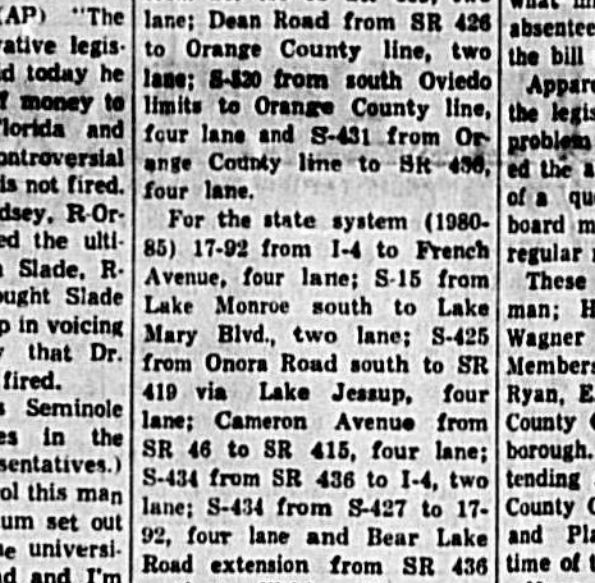 (AP) "The
vative legis-
d today he
f money to
lorida and
ontroversial
is not fired.
dsey, R-Or-
ed the ulti-
Slade, R-
ought Slade
p in voicing
that Dr.
fired.
s Seminole
es in the
sentatives.)
ol this man
um set out
e universi-
d and I'm
lane; Dean Road from SR 426
to Orange County line, two
lane; S-520 from south Oviedo
limits to Orange County line,
four lane and S-431 from Or-
ange County line to SR 436,
four lane.
For the state system (1980-
85) 17-92 from I-4 to French
Avenue, four lane; S-15 from
Lake Monroe south to Lake
Mary Blvd., two lane; S-425
from Onora Road south to SR
419 via Lake Jessup, four
lane; Cameron Avenue from
SR 46 to SR 415, four lane;
S-434 from SR 436 to I-4, two
lane; S-434 from S-427 to 17-
92, four lane and Bear Lake
Road extension from SR 436
absentee
the bill
Appare
the legis
problem
ed the a
of a qu
board m
regular
These
man; H
Wagner
Members
Ryan, E.
County
borough.
tending
County C
and Pla
time of t